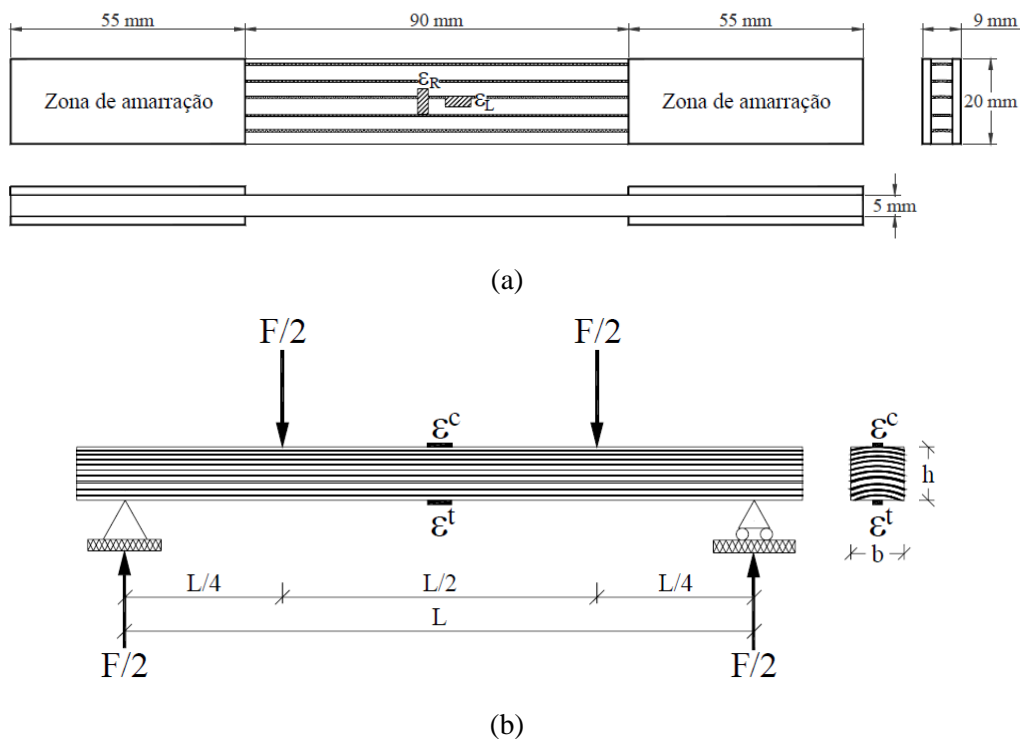 55 mm 90 mm 55 mm 9 mm
Zona de amarração εR εL Zona de amarração 20 mm
5 mm
(a)
F/2 F/2
εc εc
h
εt εt
b
L/4 L/2 L/4
L
F/2 F/2
(b)